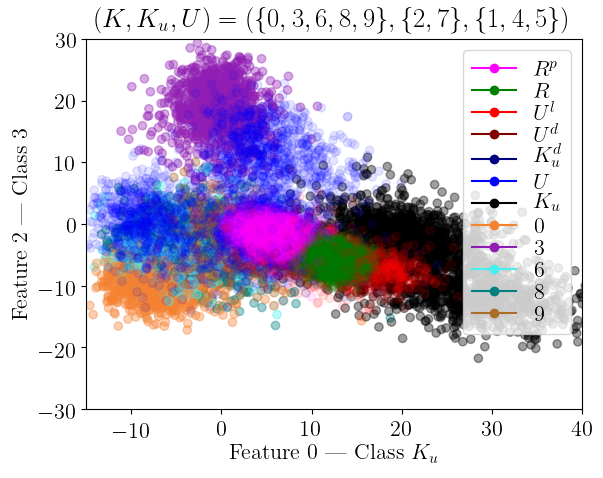 (K, K_u, U) = ({0, 3, 6, 8, 9}, {2, 7}, {1, 4, 5})
30
20
10
0
−10
−20
−30
Feature 2 — Class 3
−10 0 10 20 30 40
Feature 0 — Class K_u
R^p
R
U^l
U^d
K_u^d
U
K_u
0
3
6
8
9